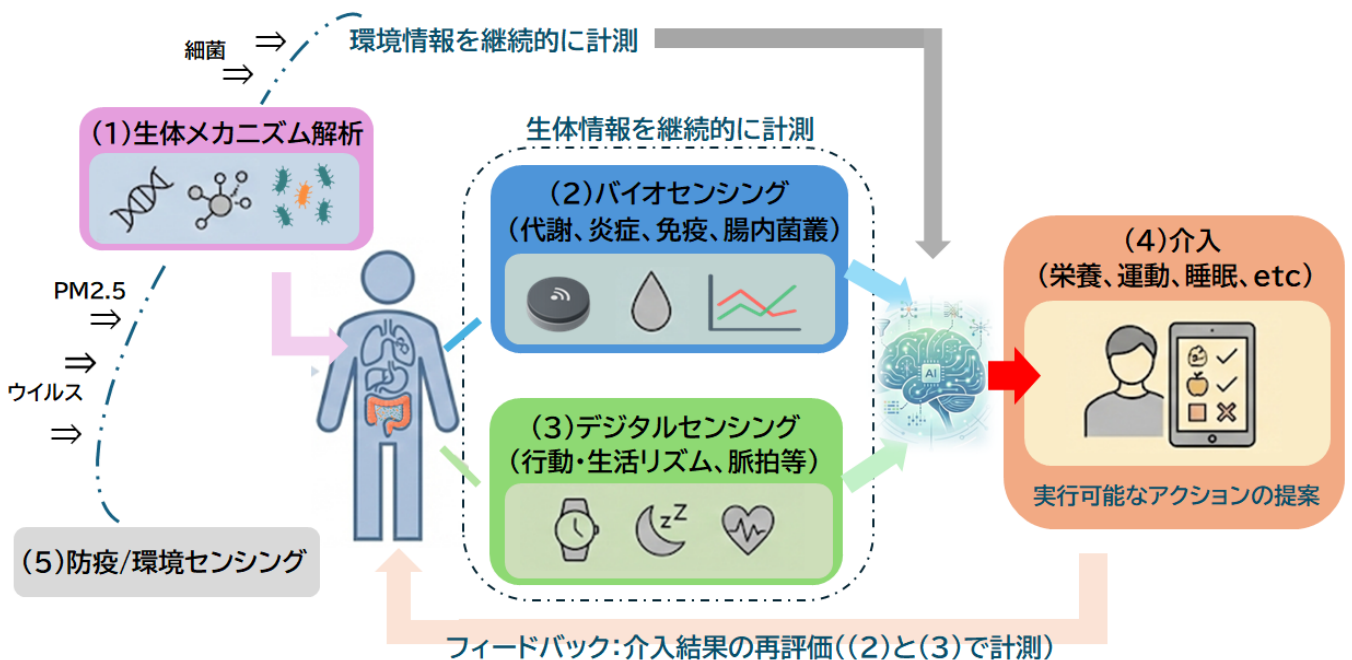 細菌
環境情報を継続的に計測
(1)生体メカニズム解析
生体情報を継続的に計測
(2)バイオセンシング
(代謝、炎症、免疫、腸内菌叢)
(4)介入
(栄養、運動、睡眠、etc)
PM2.5
ウイルス
AI
(3)デジタルセンシング
(行動・生活リズム、脈拍等)
zZ
実行可能なアクションの提案
(5)防疫/環境センシング
フィードバック:介入結果の再評価((2)と(3)で計測)